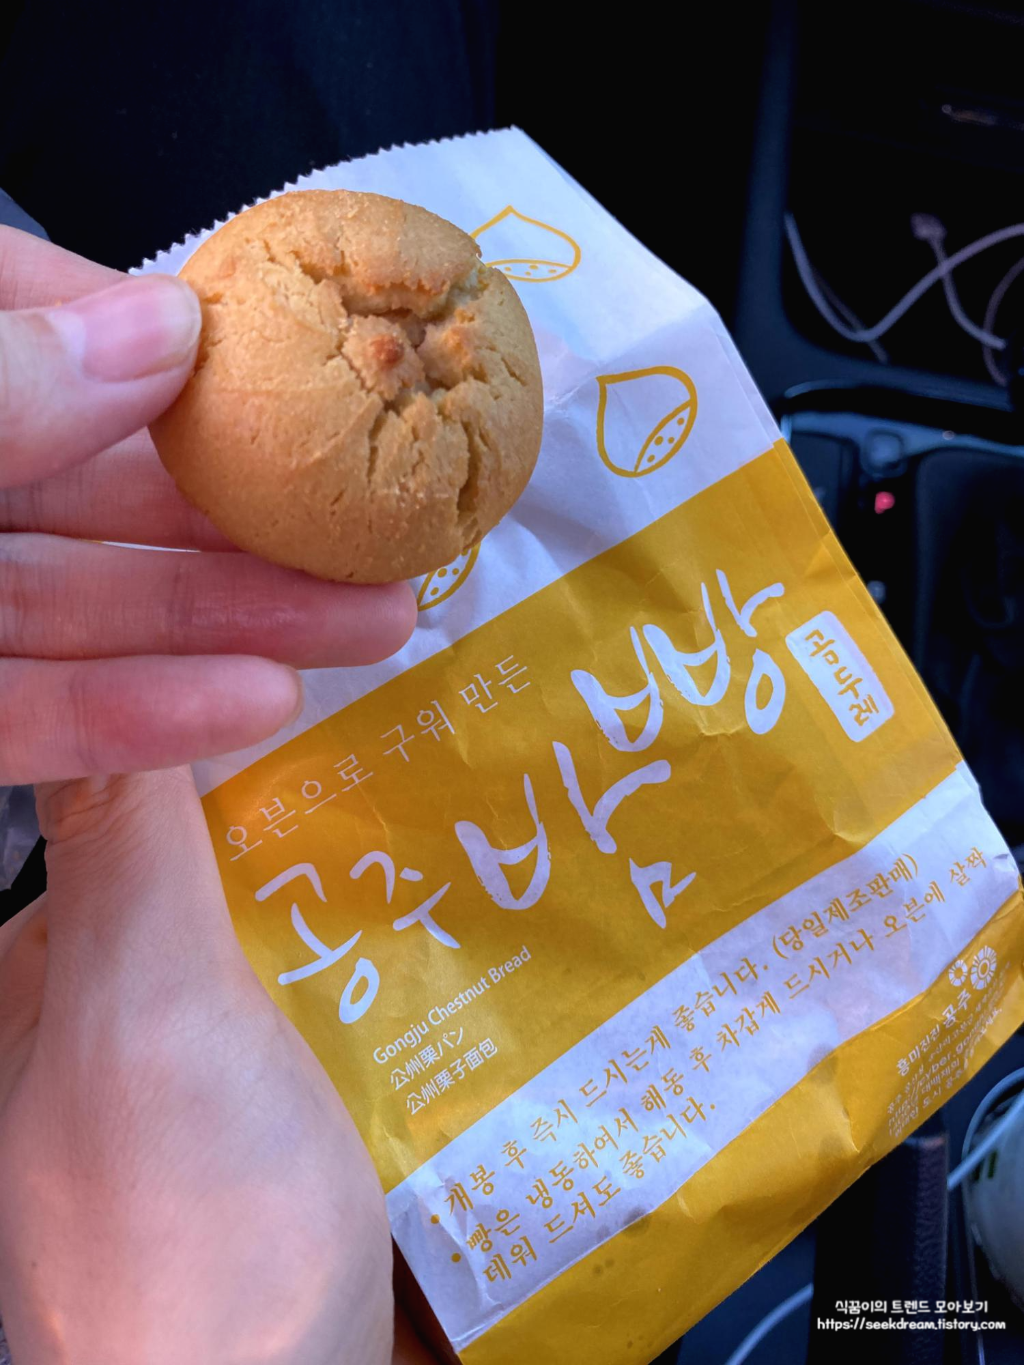 오븐으로 구워 만든
공주밤빵
곰두레
Gongju Chestnut Bread
公州栗パン
公州栗子面包
• 개봉 후 즉시 드시는게 좋습니다. (당일제조판매)
• 빵은 냉동하여서 해동 후 차갑게 드시거나 오븐에 살짝
데워 드셔도 좋습니다.
흥미진진 공주
식꿈이의 트렌드 모아보기
https://seekdream.tistory.com